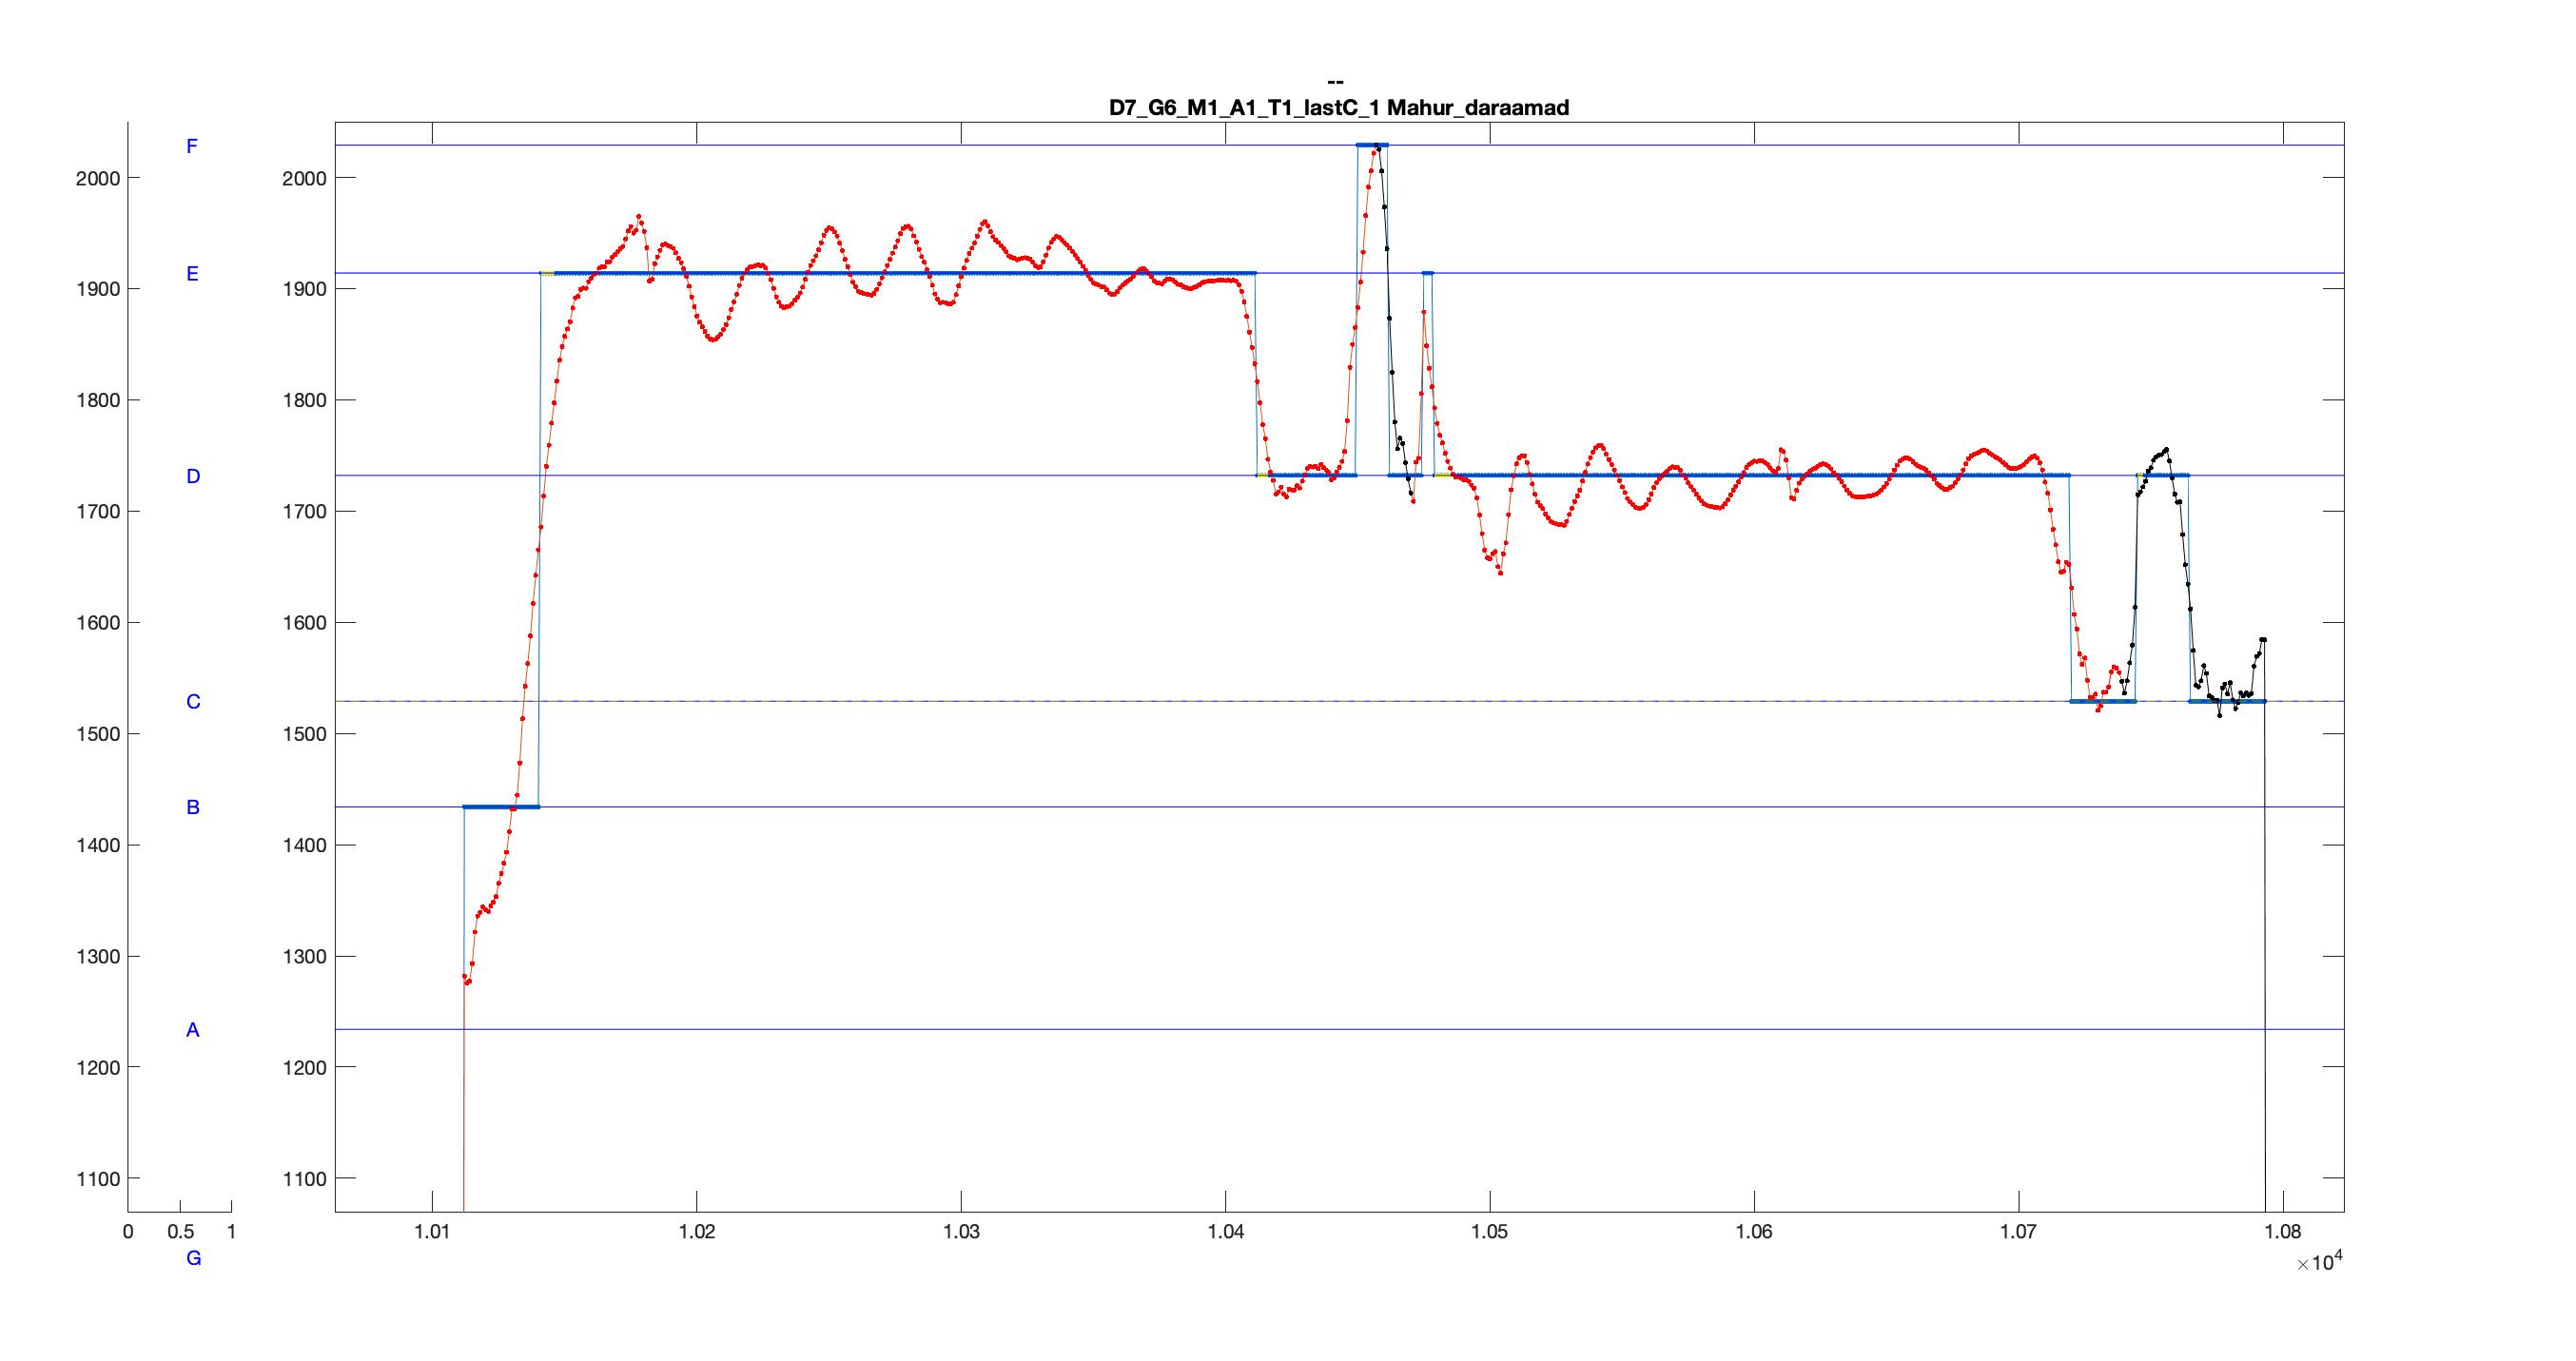 --
D7_G6_M1_A1_T1_lastC_1 Mahur_daraamad
F
2000 2000
E
1900 1900
1800 1800
D
1700 1700
1600 1600
C
1500 1500
B
1400 1400
1300 1300
A
1200 1200
1100 1100
0 0.5 1 1.01 1.02 1.03 1.04 1.05 1.06 1.07 1.08
G
×10⁴